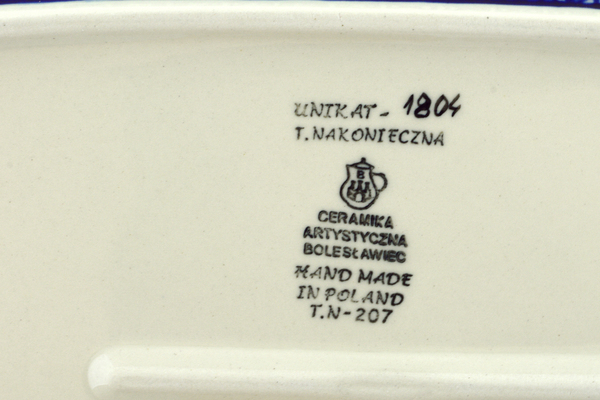 UNIKAT - 1804
T. NAKONIECZNA
B
CERAMIKA
ARTYSTYCZNA
BOLESŁAWIEC
HAND MADE
IN POLAND
T.N-207